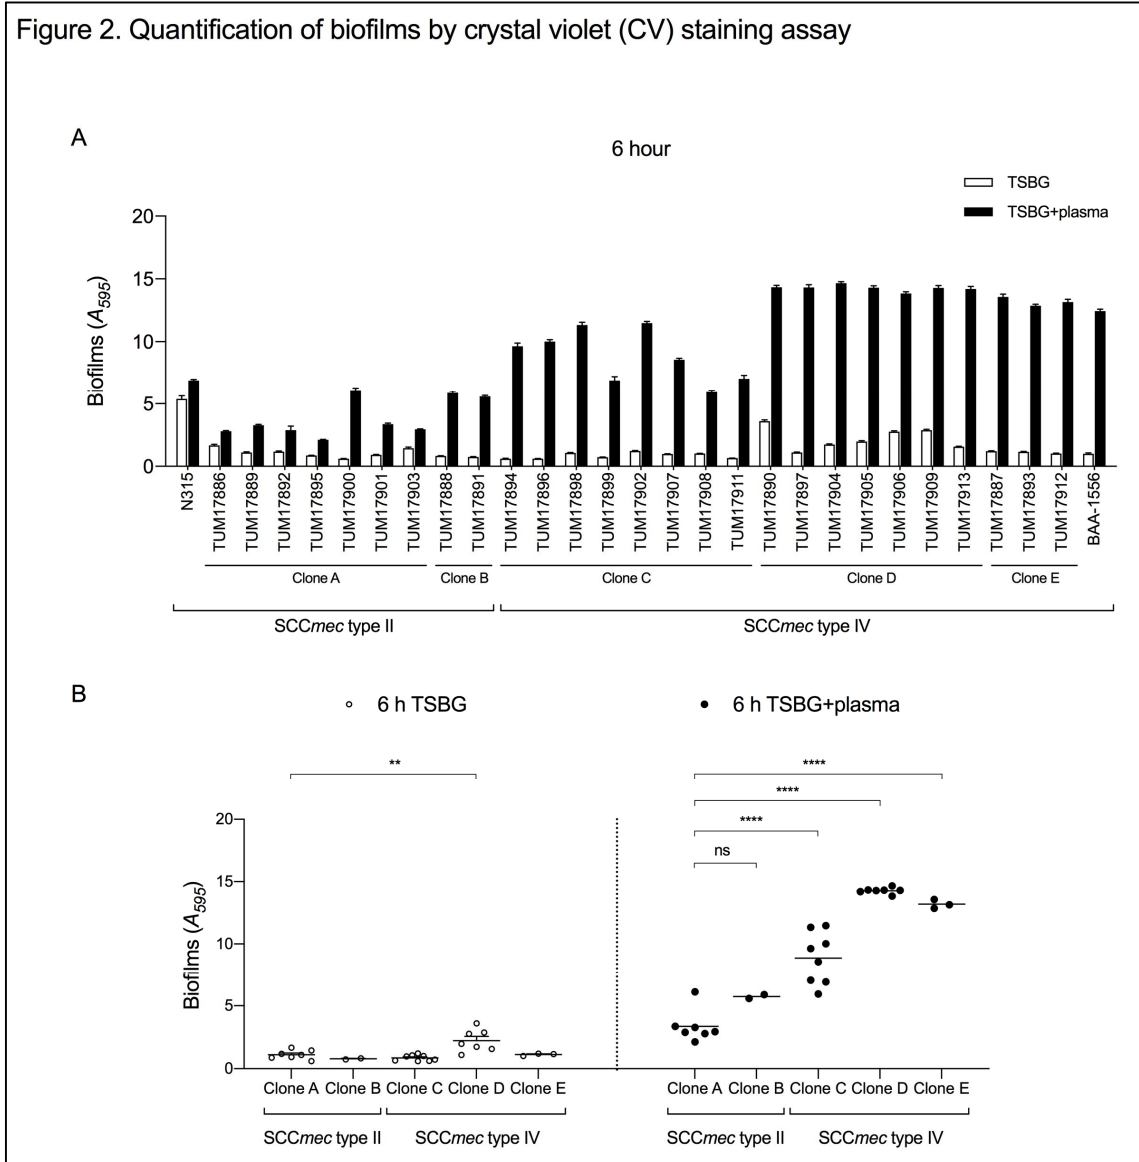 Figure 2. Quantification of biofilms by crystal violet (CV) staining assay
A
6 hour
TSBG
TSBG+plasma
Biofilms (A595)
20
15
10
5
0
N315
TUM17886
TUM17889
TUM17892
TUM17895
TUM17900
TUM17901
TUM17903
TUM17888
TUM17891
TUM17894
TUM17896
TUM17898
TUM17899
TUM17902
TUM17907
TUM17908
TUM17911
TUM17890
TUM17897
TUM17904
TUM17905
TUM17906
TUM17909
TUM17913
TUM17887
TUM17893
TUM17912
BAA-1556
Clone A Clone B Clone C Clone D Clone E
SCCmec type II SCCmec type IV
B
6 h TSBG 6 h TSBG+plasma
** ****
****
****
ns
Biofilms (A595)
20
15
10
5
0
Clone A Clone B Clone C Clone D Clone E Clone A Clone B Clone C Clone D Clone E
SCCmec type II SCCmec type IV SCCmec type II SCCmec type IV